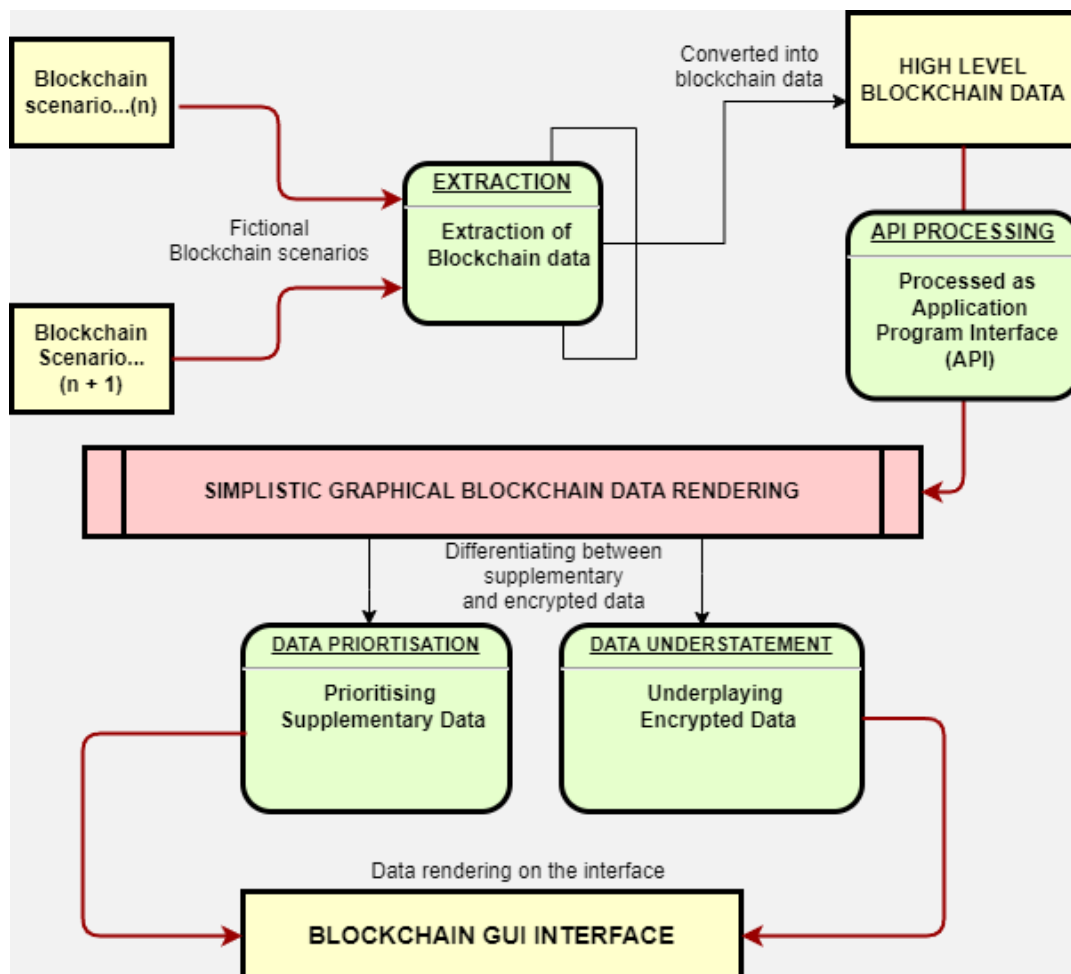 Blockchain
scenario...(n)
Converted into
blockchain data
HIGH LEVEL
BLOCKCHAIN DATA
EXTRACTION
Extraction of
Blockchain data
Fictional
Blockchain scenarios
API PROCESSING
Processed as
Application
Program Interface
(API)
Blockchain
Scenario...
(n + 1)
SIMPLISTIC GRAPHICAL BLOCKCHAIN DATA RENDERING
Differentiating between
supplementary
and encrypted data
DATA PRIORTISATION
Prioritising
Supplementary Data
DATA UNDERSTATEMENT
Underplaying
Encrypted Data
Data rendering on the interface
BLOCKCHAIN GUI INTERFACE